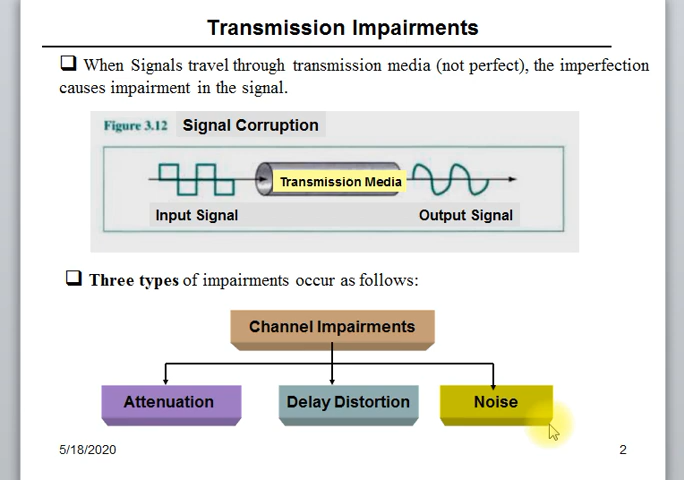 Transmission Impairments
When Signals travel through transmission media (not perfect), the imperfection
causes impairment in the signal.
Figure 3.12 Signal Corruption
Transmission Media
Input Signal Output Signal
Three types of impairments occur as follows:
Channel Impairments
Attenuation Delay Distortion Noise
5/18/2020 2